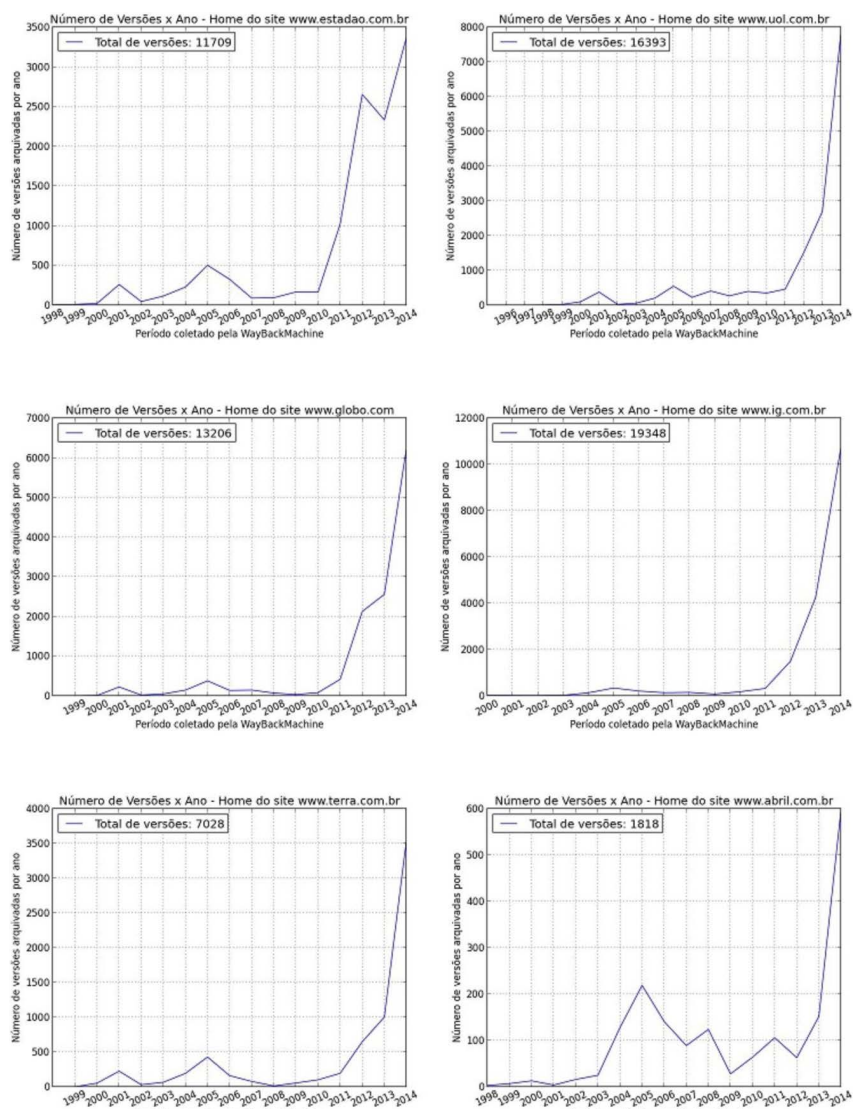 Número de Versões x Ano - Home do site www.estadao.com.br
Total de versões: 11709
Número de versões arquivadas por ano
3500
3000
2500
2000
1500
1000
500
0
1998 1999 2000 2001 2002 2003 2004 2005 2006 2007 2008 2009 2010 2011 2012 2013 2014
Período coletado pela WayBackMachine
Número de Versões x Ano - Home do site www.uol.com.br
Total de versões: 16393
Número de versões arquivadas por ano
8000
7000
6000
5000
4000
3000
2000
1000
0
1996 1997 1998 1999 2000 2001 2002 2003 2004 2005 2006 2007 2008 2009 2010 2011 2012 2013 2014
Período coletado pela WayBackMachine
Número de Versões x Ano - Home do site www.globo.com
Total de versões: 13206
Número de versões arquivadas por ano
7000
6000
5000
4000
3000
2000
1000
0
1999 2000 2001 2002 2003 2004 2005 2006 2007 2008 2009 2010 2011 2012 2013 2014
Período coletado pela WayBackMachine
Número de Versões x Ano - Home do site www.ig.com.br
Total de versões: 19348
Número de versões arquivadas por ano
12000
10000
8000
6000
4000
2000
0
2000 2001 2002 2003 2004 2005 2006 2007 2008 2009 2010 2011 2012 2013 2014
Período coletado pela WayBackMachine
Número de Versões x Ano - Home do site www.terra.com.br
Total de versões: 7028
Número de versões arquivadas por ano
4000
3500
3000
2500
2000
1500
1000
500
0
1999 2000 2001 2002 2003 2004 2005 2006 2007 2008 2009 2010 2011 2012 2013 2014
Número de Versões x Ano - Home do site www.abril.com.br
Total de versões: 1818
Número de versões arquivadas por ano
600
500
400
300
200
100
0
1998 1999 2000 2001 2002 2003 2004 2005 2006 2007 2008 2009 2010 2011 2012 2013 2014